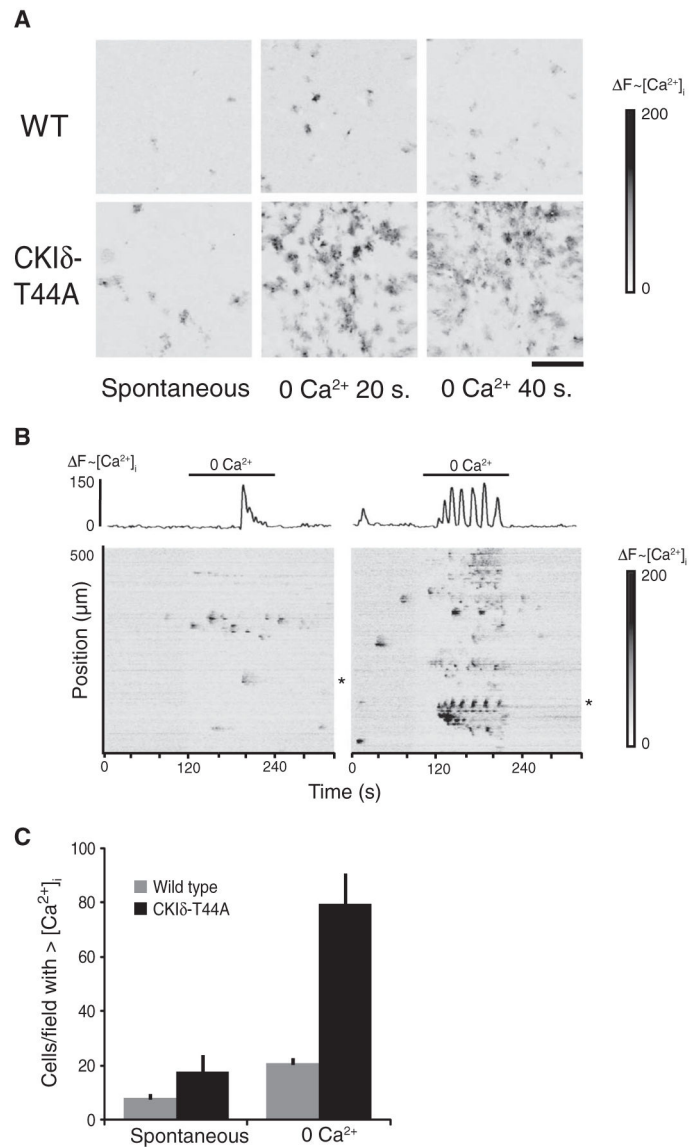 A
ΔF~[Ca²⁺]ᵢ
200
WT
CKIδ-
T44A
0
Spontaneous 0 Ca²⁺ 20 s. 0 Ca²⁺ 40 s.
B
ΔF~[Ca²⁺]ᵢ
0 Ca²⁺ 0 Ca²⁺
150
0
500
ΔF~[Ca²⁺]ᵢ
200
Position (μm)
*
*
0
0 120 240 0 120 240
Time (s)
C
100
80
60
40
20
0
Cells/field with > [Ca²⁺]ᵢ
Wild type
CKIδ-T44A
Spontaneous 0 Ca²⁺